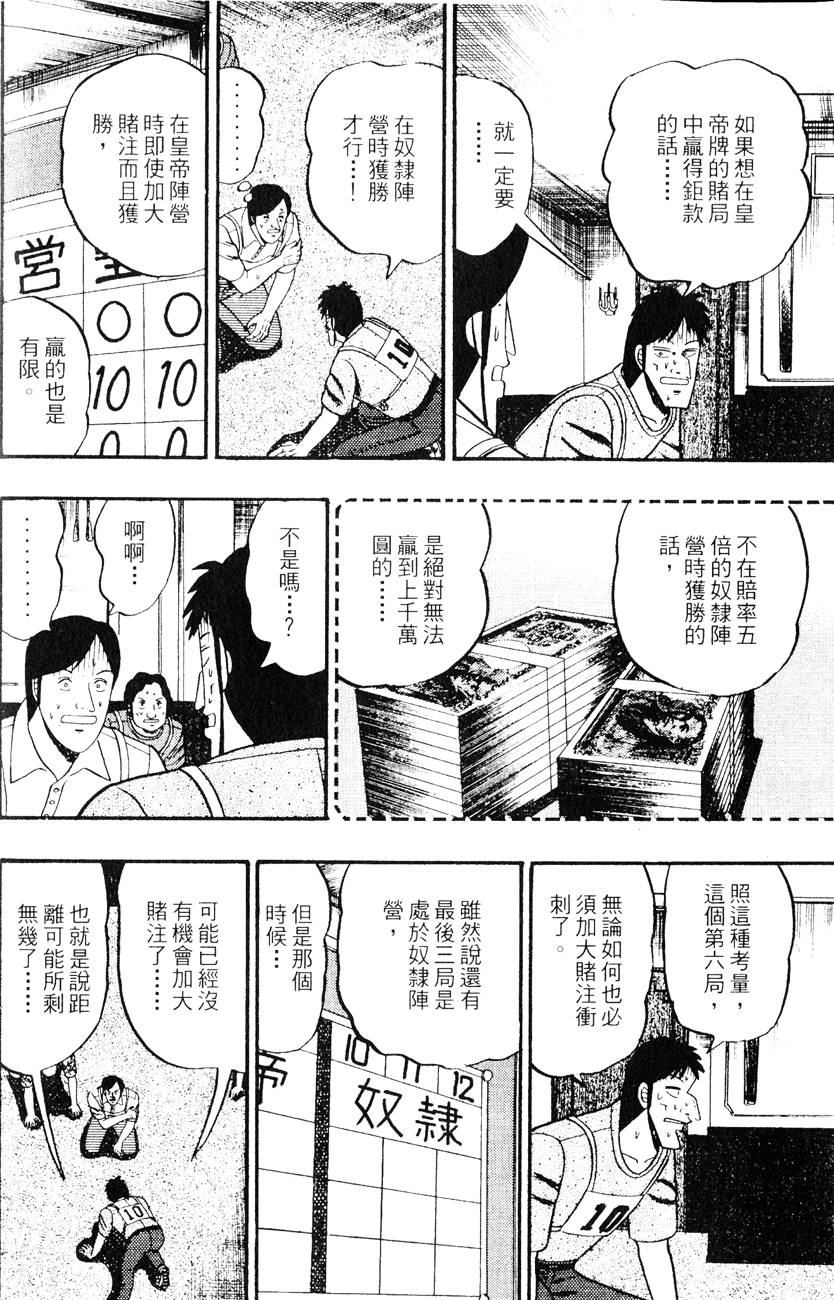 如果想在皇
帝牌的賭局
中贏得鉅款
的話……
就一定要
……
在奴隸陣
營時獲勝
才行…！
………
10
在皇帝陣營
時即使加大
賭注而且獲
勝，
皇
營
0
0
10
10
0
0
贏的也是
有限。
不在賠率五
倍的奴隸陣
營時獲勝的
話，
是絕對無法
贏到上千萬
圓的……
不是嗎…？
啊啊…
………
照這種考量，
這個第六局，
無論如何也必
須加大賭注衝
刺了。
10
雖然說還有
最後三局是
處於奴隸陣
營，
但是那個
時候…
10
11
12
奴隸
帝
可能已經沒
有機會加大
賭注了……
也就是說距
離可能所剩
無幾了……
10